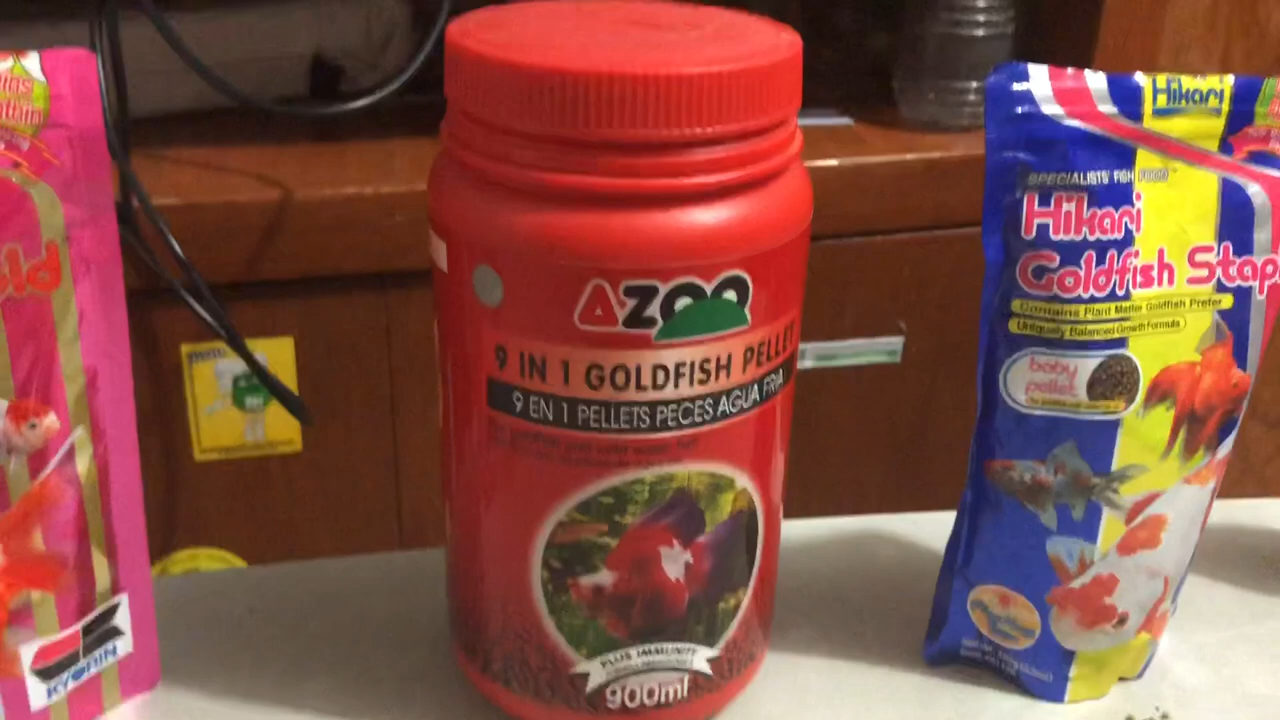 KYORIN
AZOO
9 IN 1 GOLDFISH PELLET
9 EN 1 PELLETS PECES AGUA FRIA
PLUS IMMUNITY
900ml
Hikari
SPECIALISTS' FISH FOOD
Hikari
Goldfish Stap
Contains Plant Matter Goldfish Prefer
Uniquely Balanced Growth Formula
baby
pellet